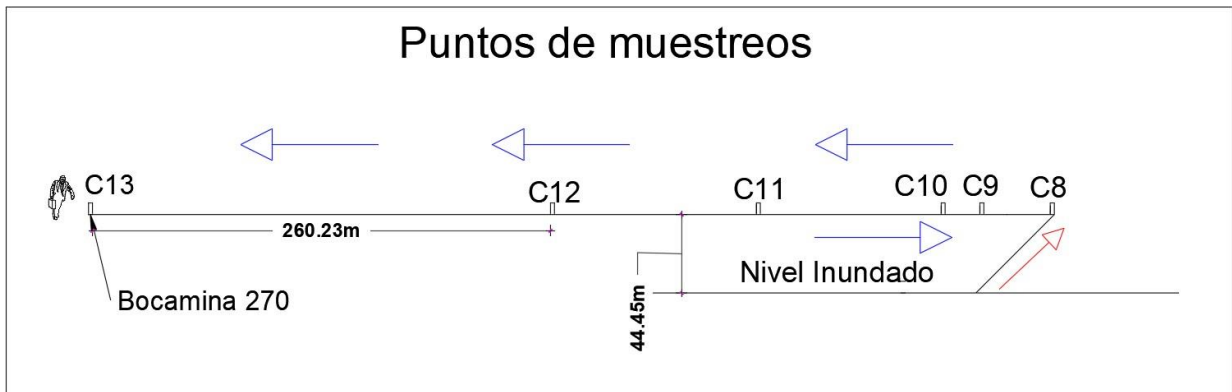 Puntos de muestreos
C13
C12
C11
C10
C9
C8
260.23m
Nivel Inundado
44.45m
Bocamina 270